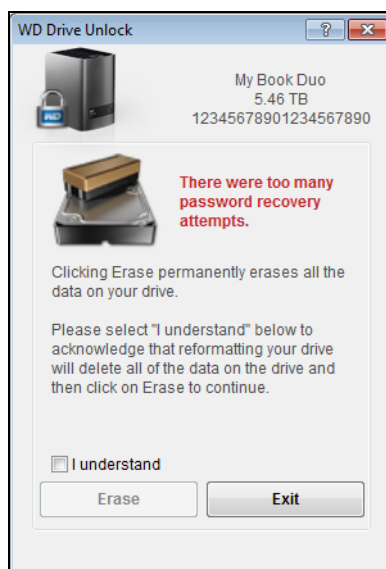 WD Drive Unlock
?
WD
My Book Duo
5.46 TB
12345678901234567890
There were too many
password recovery
attempts.
Clicking Erase permanently erases all the
data on your drive.
Please select "I understand" below to
acknowledge that reformatting your drive
will delete all of the data on the drive and
then click on Erase to continue.
I understand
Erase
Exit